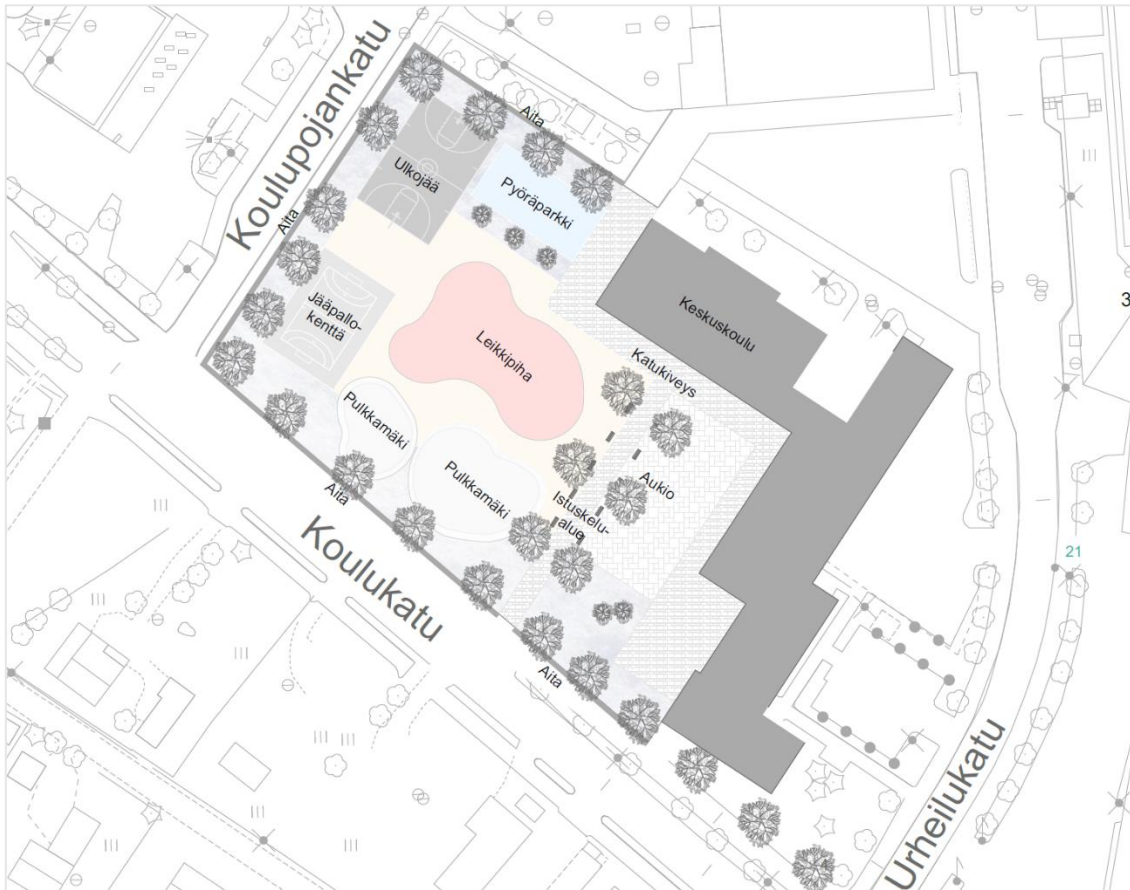 Koulupojankatu
Aita
Ulkojää
Pyöräparkki
Aita
Jääpallo-
kenttä
Leikkipiha
Keskuskoulu
Katukiveys
3
Pulkkamäki
Pulkkamäki
Aukio
Istuskelu-
alue
Aita
Koulukatu
21
Aita
Urheilukatu